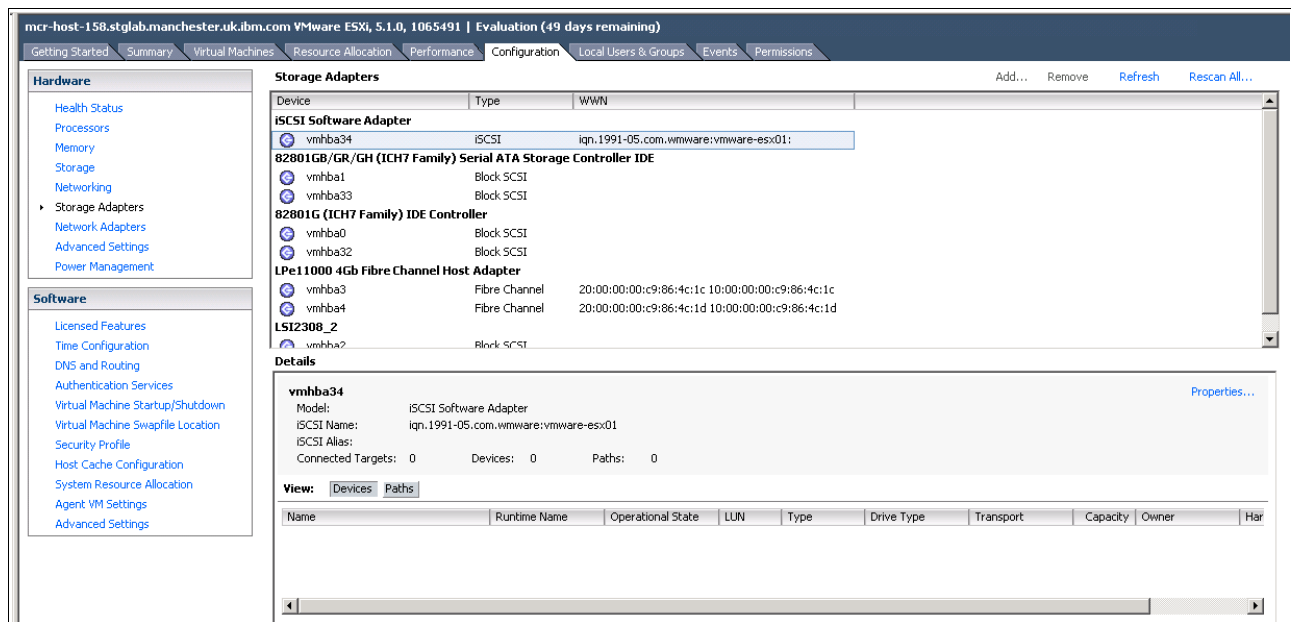 mcr-host-158.stglab.manchester.uk.ibm.com VMware ESXi, 5.1.0, 1065491 | Evaluation (49 days remaining)
Getting Started Summary Virtual Machines Resource Allocation Performance Configuration Local Users & Groups Events Permissions
Hardware
Health Status
Processors
Memory
Storage
Networking
Storage Adapters
Network Adapters
Advanced Settings
Power Management
Software
Licensed Features
Time Configuration
DNS and Routing
Authentication Services
Virtual Machine Startup/Shutdown
Virtual Machine Swapfile Location
Security Profile
Host Cache Configuration
System Resource Allocation
Agent VM Settings
Advanced Settings
Storage Adapters Add... Remove Refresh Rescan All...
Device Type WWN
iSCSI Software Adapter
vmhba34 iSCSI iqn.1991-05.com.wmware:vmware-esx01:
82801GB/GR/GH (ICH7 Family) Serial ATA Storage Controller IDE
vmhba1 Block SCSI
vmhba33 Block SCSI
82801G (ICH7 Family) IDE Controller
vmhba0 Block SCSI
vmhba32 Block SCSI
LPe11000 4Gb Fibre Channel Host Adapter
vmhba3 Fibre Channel 20:00:00:00:c9:86:4c:1c 10:00:00:00:c9:86:4c:1c
vmhba4 Fibre Channel 20:00:00:00:c9:86:4c:1d 10:00:00:00:c9:86:4c:1d
LSI2308_2
vmhba2 Block SCSI
Details
vmhba34 Properties...
Model: iSCSI Software Adapter
iSCSI Name: iqn.1991-05.com.wmware:vmware-esx01
iSCSI Alias:
Connected Targets: 0 Devices: 0 Paths: 0
View: Devices Paths
Name Runtime Name Operational State LUN Type Drive Type Transport Capacity Owner Har